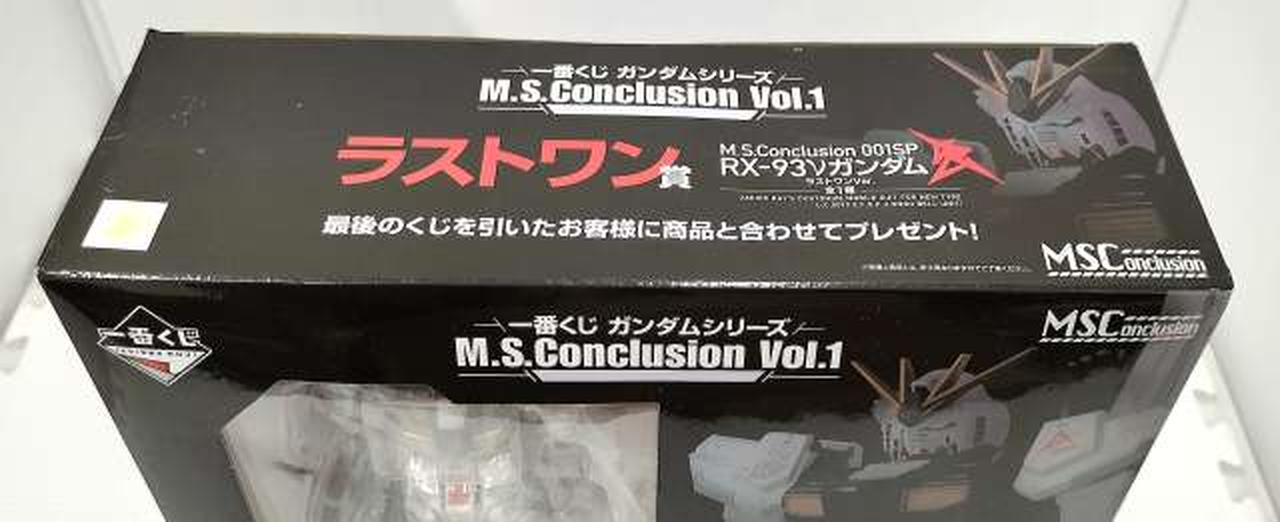 一番くじ ガンダムシリーズ
M.S.Conclusion Vol.1
ラストワン賞
M.S.Conclusion 001SP
RX-93νガンダム
ラストワンVer.
全1種
最後のくじを引いたお客様に商品と合わせてプレゼント!
MSConclusion
一番くじ
一番くじ ガンダムシリーズ
M.S.Conclusion Vol.1
MSConclusion